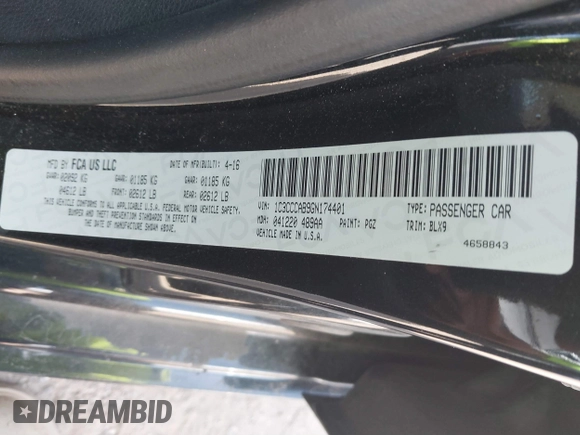 MFD BY FCA US LLC DATE OF MFR(BUILT): 4-16
GVWR: 02092 KG GAWR: 01185 KG GAWR: 01185 KG
04612 LB FRONT: 02612 LB REAR: 02612 LB
THIS VEHICLE CONFORMS TO ALL APPLICABLE
U.S.A. FEDERAL MOTOR VEHICLE SAFETY,
BUMPER AND THEFT PREVENTION STANDARDS IN
EFFECT ON THE DATE OF MANUFACTURE SHOWN
ABOVE.
VIN: 1C3CCCAB9GN174401 TYPE: PASSENGER CAR
MDH: 041220 489AA PAINT: PGZ TRIM: BLX9
VEHICLE MADE IN U.S.A. 4658843
DREAMBID